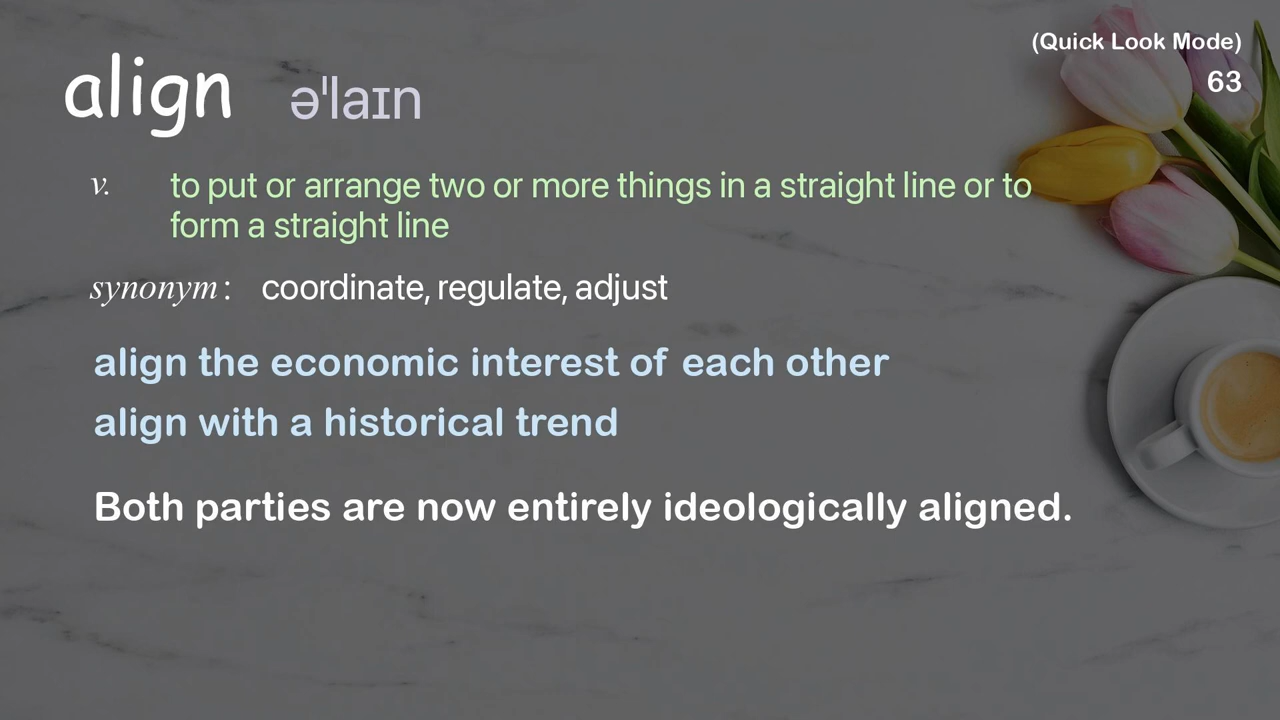 (Quick Look Mode)
63
align əˈlaɪn
v. to put or arrange two or more things in a straight line or to
form a straight line
synonym: coordinate, regulate, adjust
align the economic interest of each other
align with a historical trend
Both parties are now entirely ideologically aligned.